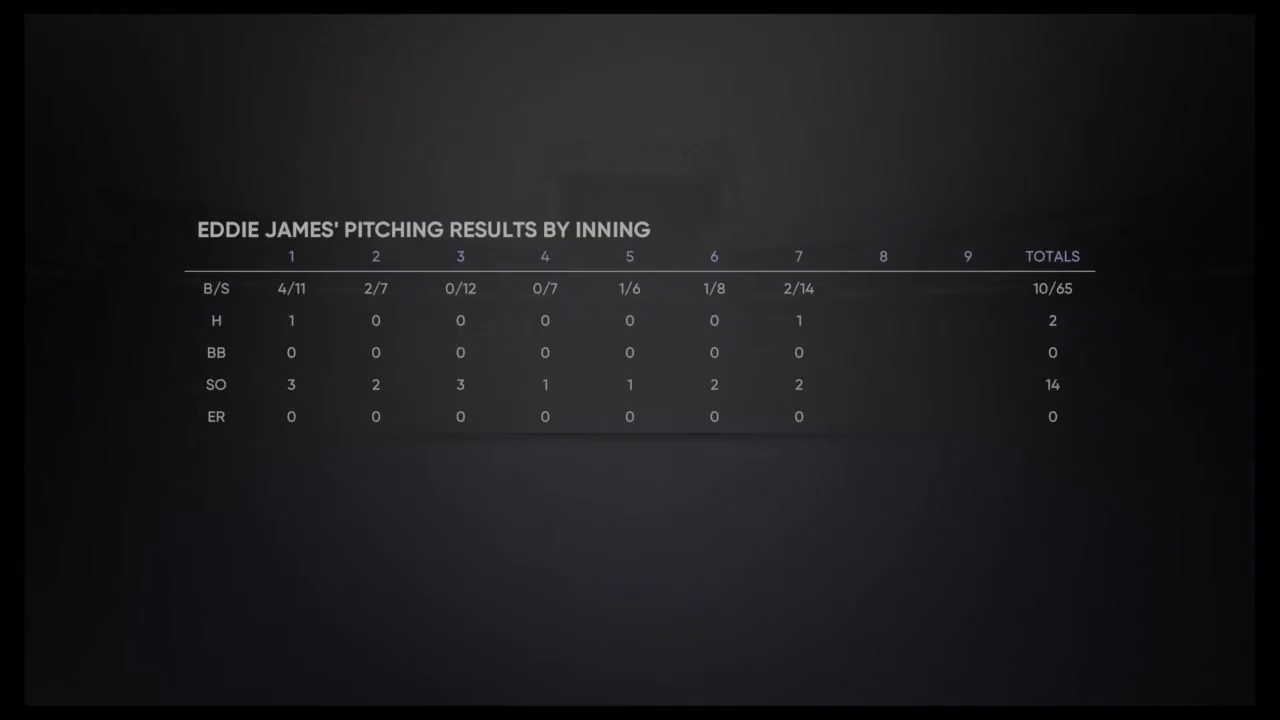 EDDIE JAMES' PITCHING RESULTS BY INNING
1 2 3 4 5 6 7 8 9 TOTALS
B/S 4/11 2/7 0/12 0/7 1/6 1/8 2/14 10/65
H 1 0 0 0 0 0 1 2
BB 0 0 0 0 0 0 0 0
SO 3 2 3 1 1 2 2 14
ER 0 0 0 0 0 0 0 0